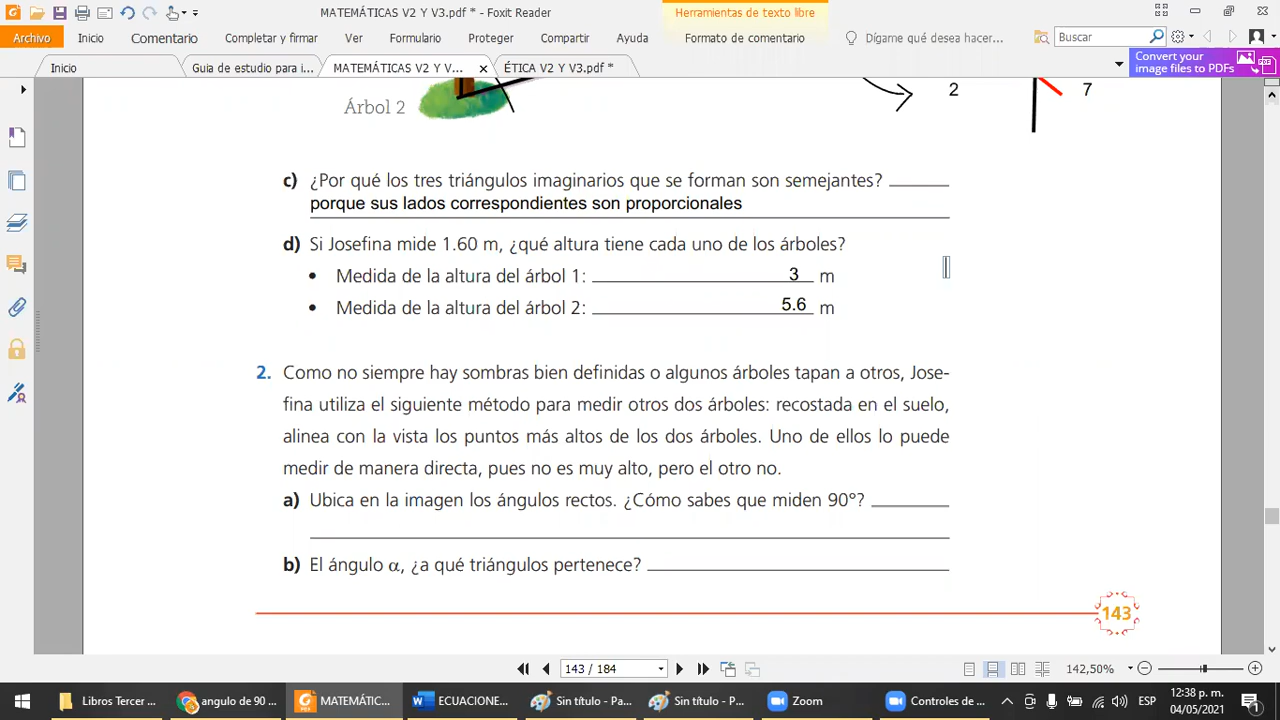 MATEMÁTICAS V2 Y V3.pdf * - Foxit Reader
Herramientas de texto libre
Archivo Inicio Comentario Completar y firmar Ver Formulario Proteger Compartir Ayuda Formato de comentario Dígame qué desea hacer... Buscar
Inicio Guia de estudio para i... MATEMÁTICAS V2 Y V... ÉTICA V2 Y V3.pdf *
Convert your
image files to PDFs
Árbol 2
2
7
c) ¿Por qué los tres triángulos imaginarios que se forman son semejantes?
porque sus lados correspondientes son proporcionales
d) Si Josefina mide 1.60 m, ¿qué altura tiene cada uno de los árboles?
• Medida de la altura del árbol 1: 3 m
• Medida de la altura del árbol 2: 5.6 m
2. Como no siempre hay sombras bien definidas o algunos árboles tapan a otros, Jose-
fina utiliza el siguiente método para medir otros dos árboles: recostada en el suelo,
alinea con la vista los puntos más altos de los dos árboles. Uno de ellos lo puede
medir de manera directa, pues no es muy alto, pero el otro no.
a) Ubica en la imagen los ángulos rectos. ¿Cómo sabes que miden 90°?
b) El ángulo α, ¿a qué triángulos pertenece?
143
143 / 184
142,50%
Libros Tercer ... angulo de 90 ... MATEMÁTIC... ECUACIONE... Sin título - Pa... Sin título - P... Zoom Controles de ... ESP
12:38 p. m.
04/05/2021